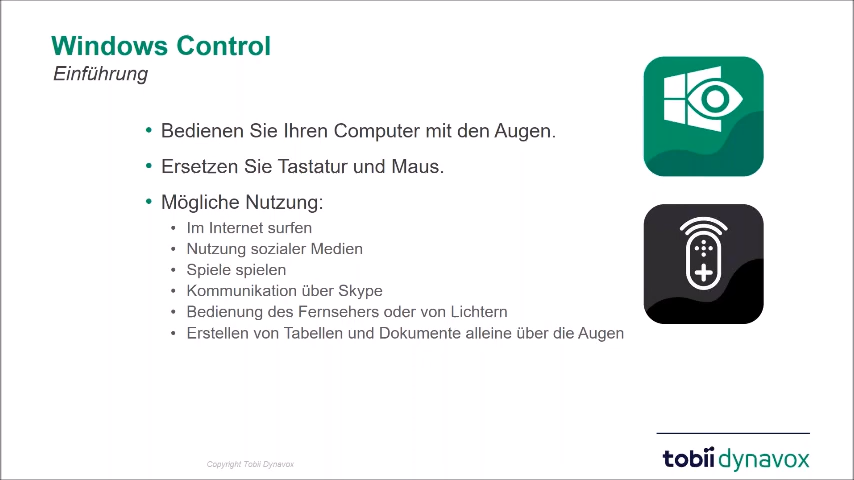 Windows Control
Einführung
• Bedienen Sie Ihren Computer mit den Augen.
• Ersetzen Sie Tastatur und Maus.
• Mögliche Nutzung:
• Im Internet surfen
• Nutzung sozialer Medien
• Spiele spielen
• Kommunikation über Skype
• Bedienung des Fernsehers oder von Lichtern
• Erstellen von Tabellen und Dokumente alleine über die Augen
Copyright Tobii Dynavox
tobii dynavox